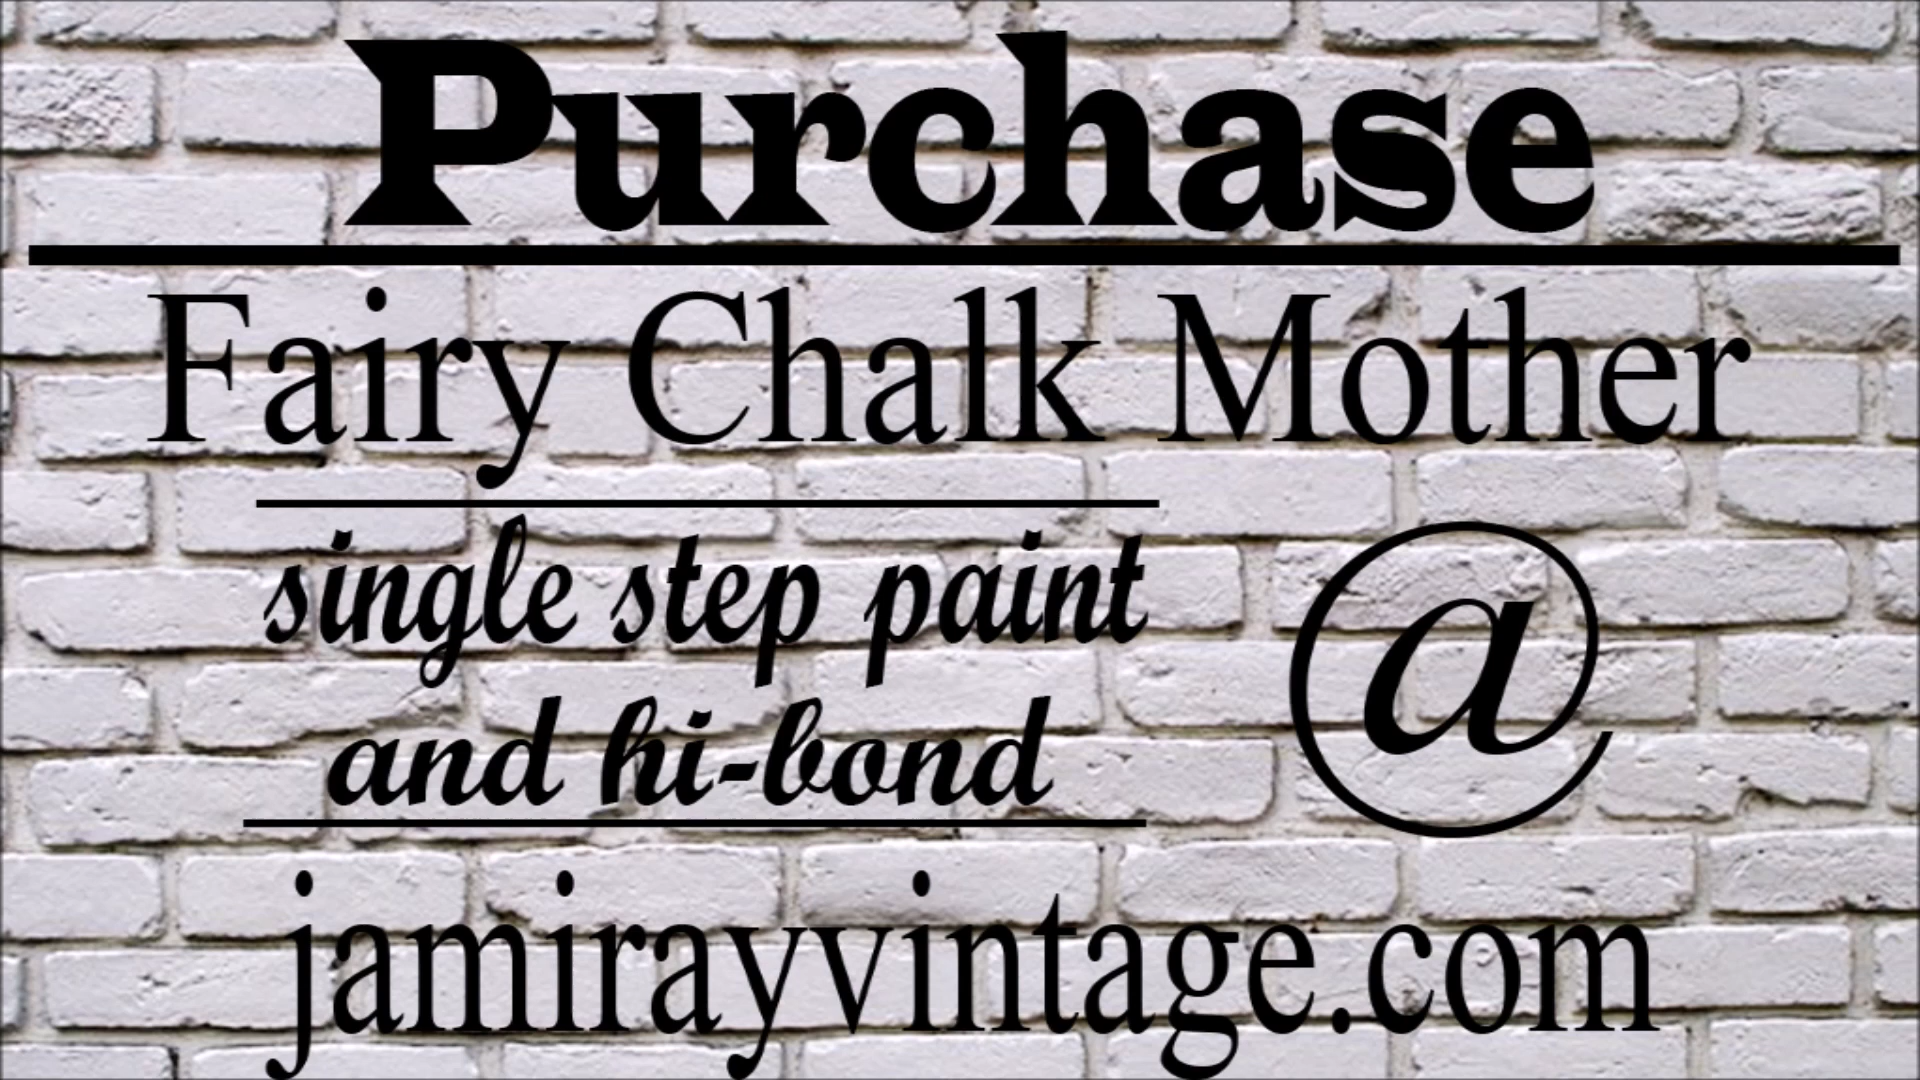 Purchase
Fairy Chalk Mother
single step paint
and hi-bond
@
jamirayvintage.com